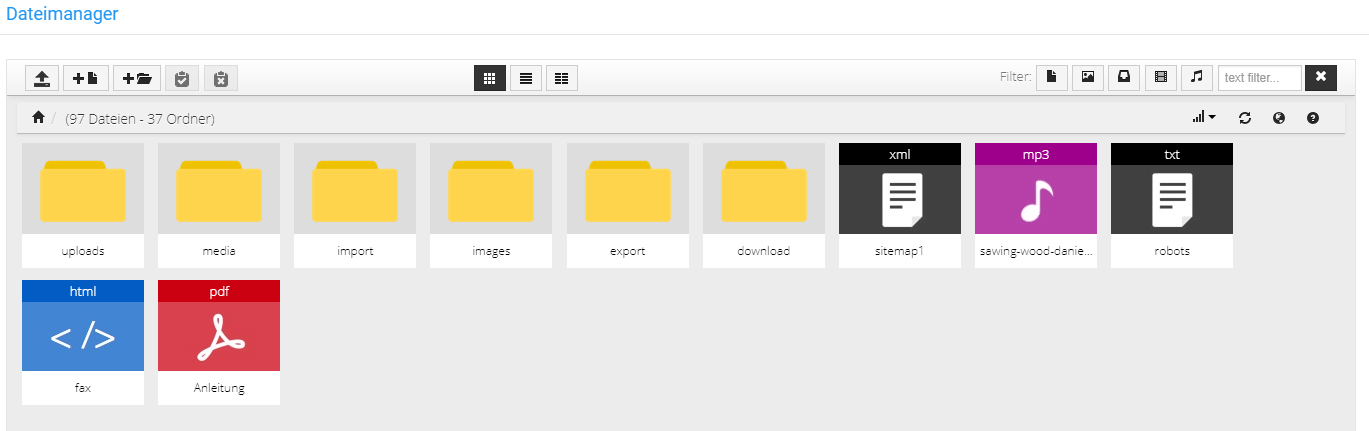 Dateimanager
Filter: text filter...
/ (97 Dateien - 37 Ordner)
xml mp3 txt
uploads media import images export download sitemap1 sawing-wood-danie... robots
html pdf
< />
fax Anleitung